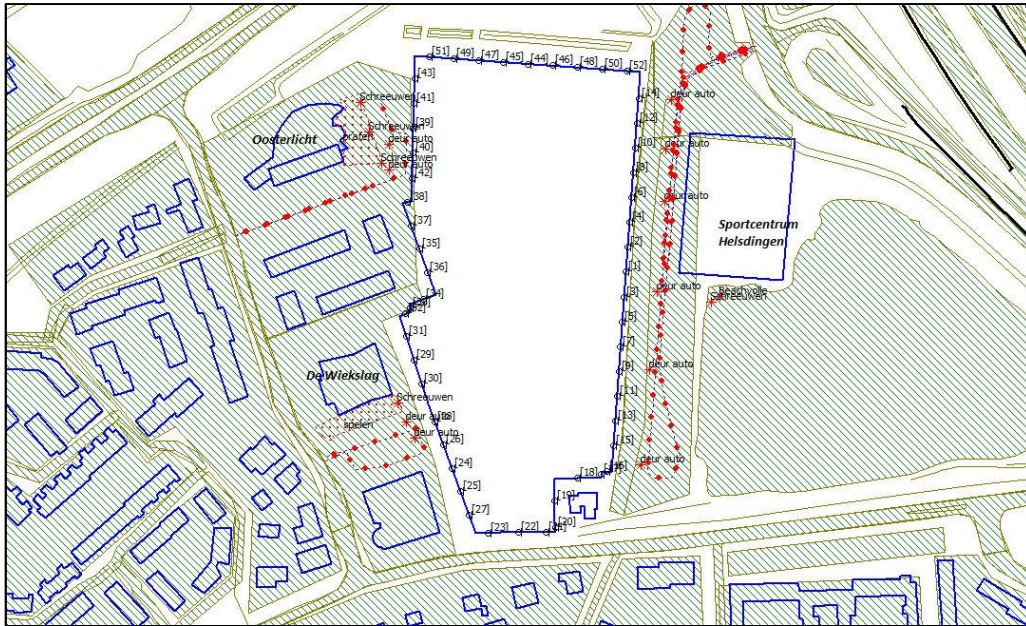 [51]
[49]
[47]
[45]
[44]
[46]
[48]
[50]
[52]
[43]
[41]
Schreeuwen
[14]
deur auto
[39]
Schreeuwen
[12]
Oosterlicht
praten
deur auto
[40]
[10]
deur auto
Schreeuwen
deur auto
[42]
[8]
[38]
[6]
deur auto
[37]
[4]
Sportcentrum
Helsdingen
[35]
[2]
[36]
[1]
[34]
[3]
deur auto
Beachvolle
Schreeuwen
[32]
[31]
[5]
[29]
[7]
De Wiekslag
[30]
[9]
deur auto
Schreeuwen
[11]
spelen
deur auto
[28]
[13]
deur auto
[26]
[15]
[24]
[18]
[17]
[16]
deur auto
[25]
[19]
[27]
[20]
[23]
[22]
[21]